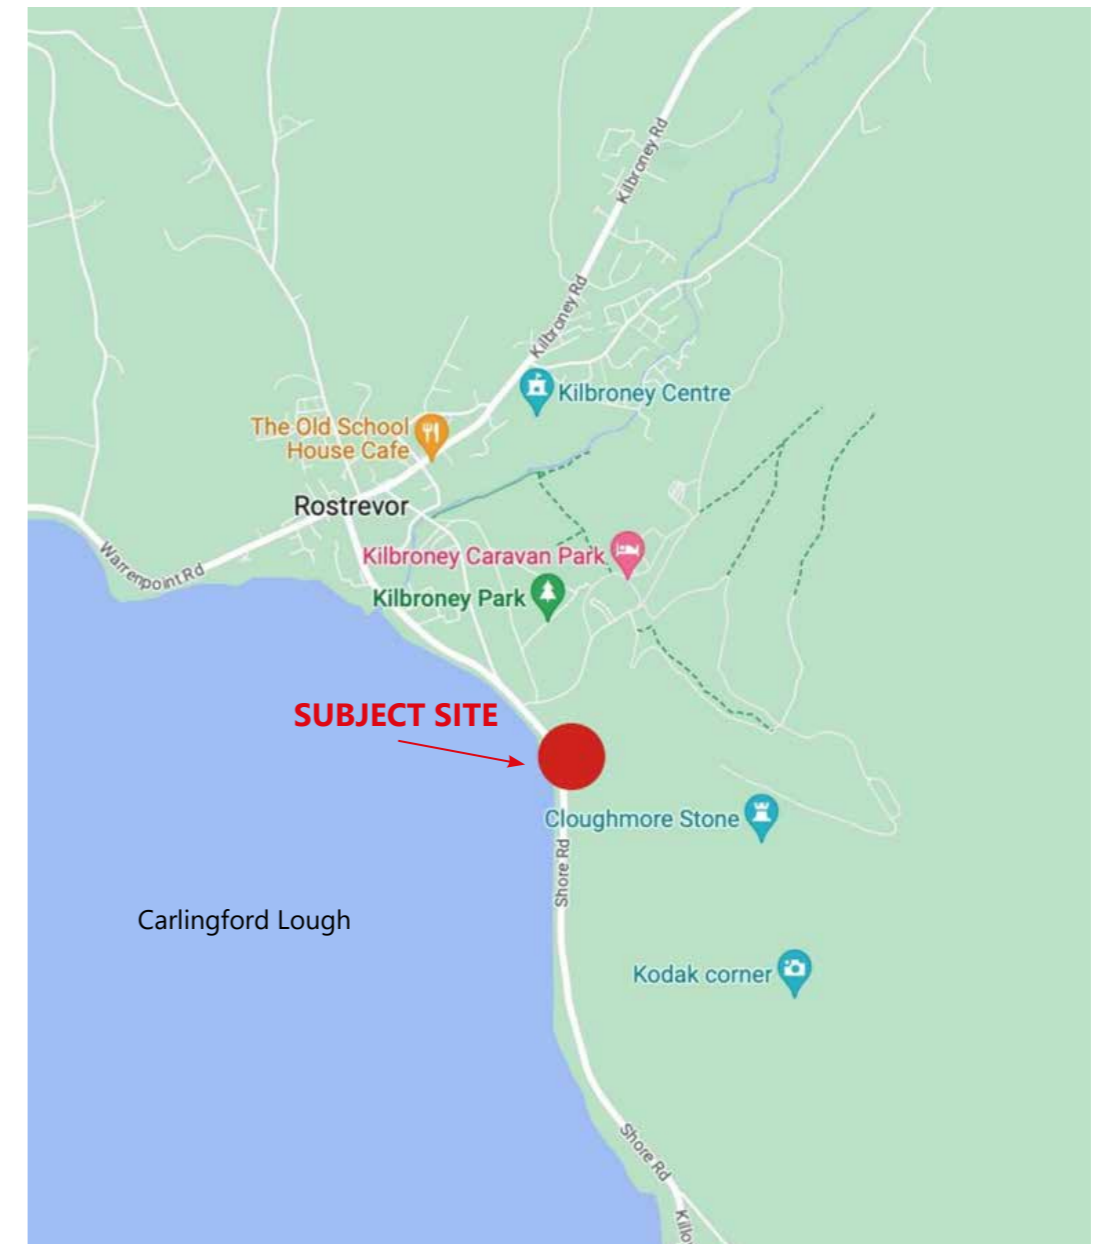 Kilbroney Rd
Kilbroney Rd
Kilbroney Centre
The Old School
House Cafe
Rostrevor
Warrenpoint Rd
Kilbroney Caravan Park
Kilbroney Park
SUBJECT SITE
Cloughmore Stone
Shore Rd
Carlingford Lough
Kodak corner
Shore Rd
Killo